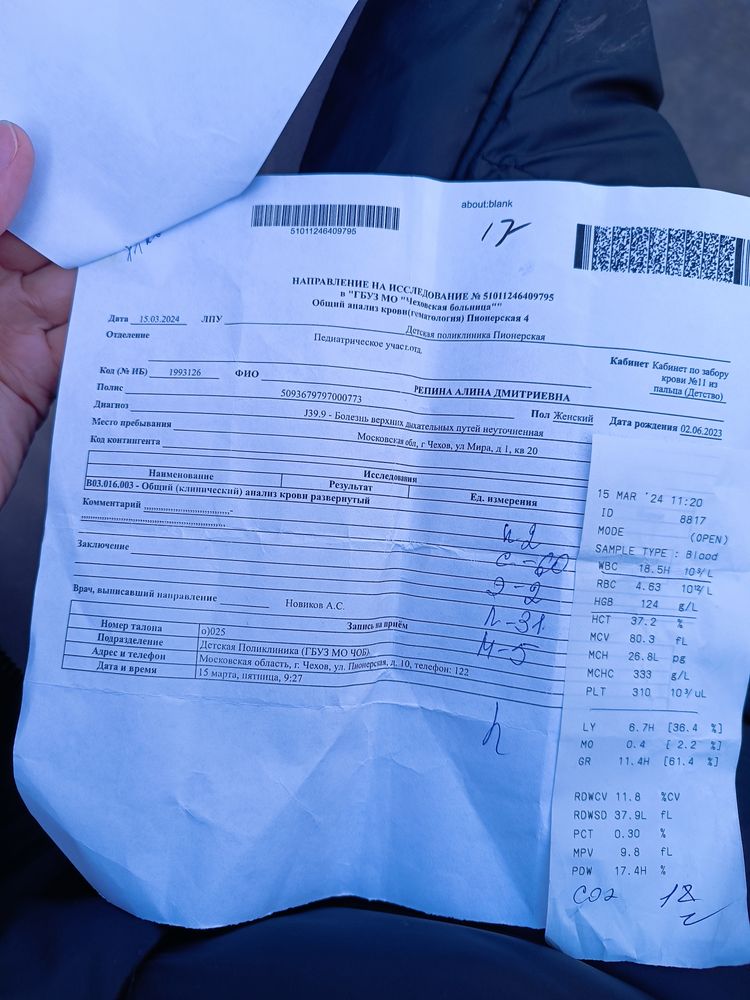 about:blank
51011246409795
НАПРАВЛЕНИЕ НА ИССЛЕДОВАНИЕ № 51011246409795
в "ГБУЗ МО "Чеховская больница""
Общий анализ крови(гематология) Пионерская 4
Дата 15.03.2024 ЛПУ Детская поликлиника Пионерская
Отделение Педиатрическое участ.отд.
Кабинет Кабинет по забору крови №11 из пальца (Детство)
Код (№ ИБ) 1993126 ФИО РЕПИНА АЛИНА ДМИТРИЕВНА
Полис 5093679797000773 Пол Женский Дата рождения 02.06.2023
Диагноз J39.9 - Болезнь верхних дыхательных путей неуточненная
Место пребывания Московская обл, г Чехов, ул Мира, д 1, кв 20
Код контингента
Исследования
Наименование Результат Ед. измерения
B03.016.003 - Общий (клинический) анализ крови развернутый
Комментарий
п-2
с-60
Э-2
Л-31
М-5
Заключение
Врач, выписавший направление Новиков А.С.
Запись на приём
Номер талона о)025
Подразделение Детская Поликлиника (ГБУЗ МО ЧОБ)
Адрес и телефон Московская область, г. Чехов, ул. Пионерская, д. 10, телефон: 122
Дата и время 15 марта, пятница, 9:27
15 MAR '24 11:20
ID 8817
MODE (OPEN)
SAMPLE TYPE : Blood
WBC 18.5H 10³/L
RBC 4.63 10¹²/L
HGB 124 g/L
HCT 37.2 %
MCV 80.3 fL
MCH 26.8L pg
MCHC 333 g/L
PLT 310 10³/uL
LY 6.7H [36.4 %]
MO 0.4 [ 2.2 %]
GR 11.4H [61.4 %]
RDWCV 11.8 %CV
RDWSD 37.9L fL
PCT 0.30 %
MPV 9.8 fL
PDW 17.4H %
СОЭ 18